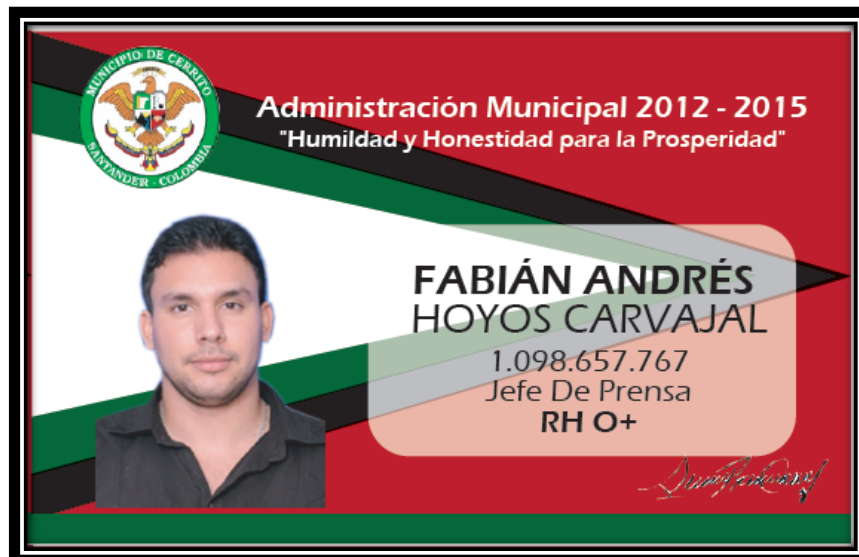 MUNICIPIO DE CERRITO
SANTANDER - COLOMBIA
Administración Municipal 2012 - 2015
"Humildad y Honestidad para la Prosperidad"
FABIÁN ANDRÉS
HOYOS CARVAJAL
1.098.657.767
Jefe De Prensa
RH O+